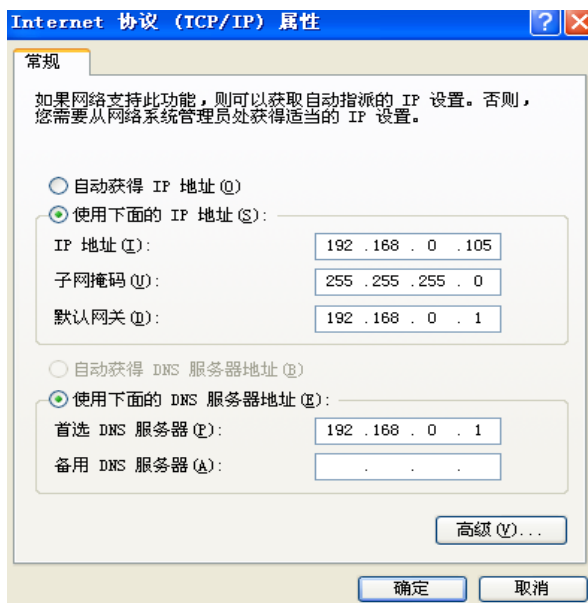 Internet 协议 (TCP/IP) 属性
常规
如果网络支持此功能，则可以获取自动指派的 IP 设置。否则，
您需要从网络系统管理员处获得适当的 IP 设置。
自动获得 IP 地址(O)
使用下面的 IP 地址(S):
IP 地址(I): 192 .168 . 0 .105
子网掩码(U): 255 .255 .255 . 0
默认网关(D): 192 .168 . 0 . 1
自动获得 DNS 服务器地址(B)
使用下面的 DNS 服务器地址(E):
首选 DNS 服务器(P): 192 .168 . 0 . 1
备用 DNS 服务器(A): . . .
高级(V)...
确定 取消